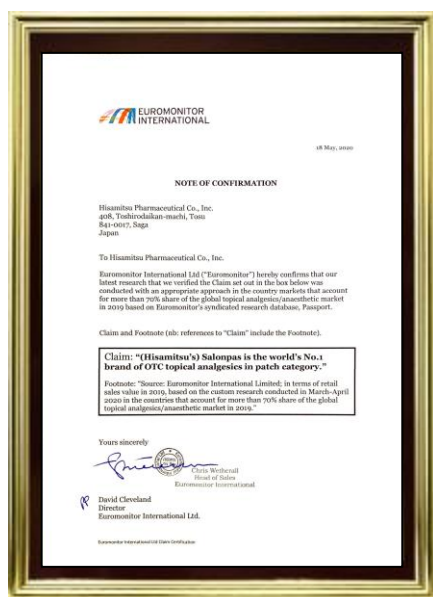 EUROMONITOR
INTERNATIONAL
18 May, 2020
NOTE OF CONFIRMATION
Hisamitsu Pharmaceutical Co., Inc.
408, Toshirodaikan-machi, Tosu
841-0017, Saga
Japan
To Hisamitsu Pharmaceutical Co., Inc.
Euromonitor International Ltd ("Euromonitor") hereby confirms that our
latest research that we verified the Claim set out in the box below was
conducted with an appropriate approach in the country markets that account
for more than 70% share of the global topical analgesics/anaesthetic market
in 2019 based on Euromonitor's syndicated research database, Passport.
Claim and Footnote (nb: references to "Claim" include the Footnote).
Claim: "(Hisamitsu's) Salonpas is the world's No.1
brand of OTC topical analgesics in patch category."
Footnote: "Source: Euromonitor International Limited; in terms of retail
sales value in 2019, based on the custom research conducted in March-April
2020 in the countries that account for more than 70% share of the global
topical analgesics/anaesthetic market in 2019."
Yours sincerely
Chris Wetherall
Head of Sales
Euromonitor International
PP
David Cleveland
Director
Euromonitor International Ltd.
Euromonitor International Ltd Claim Certification